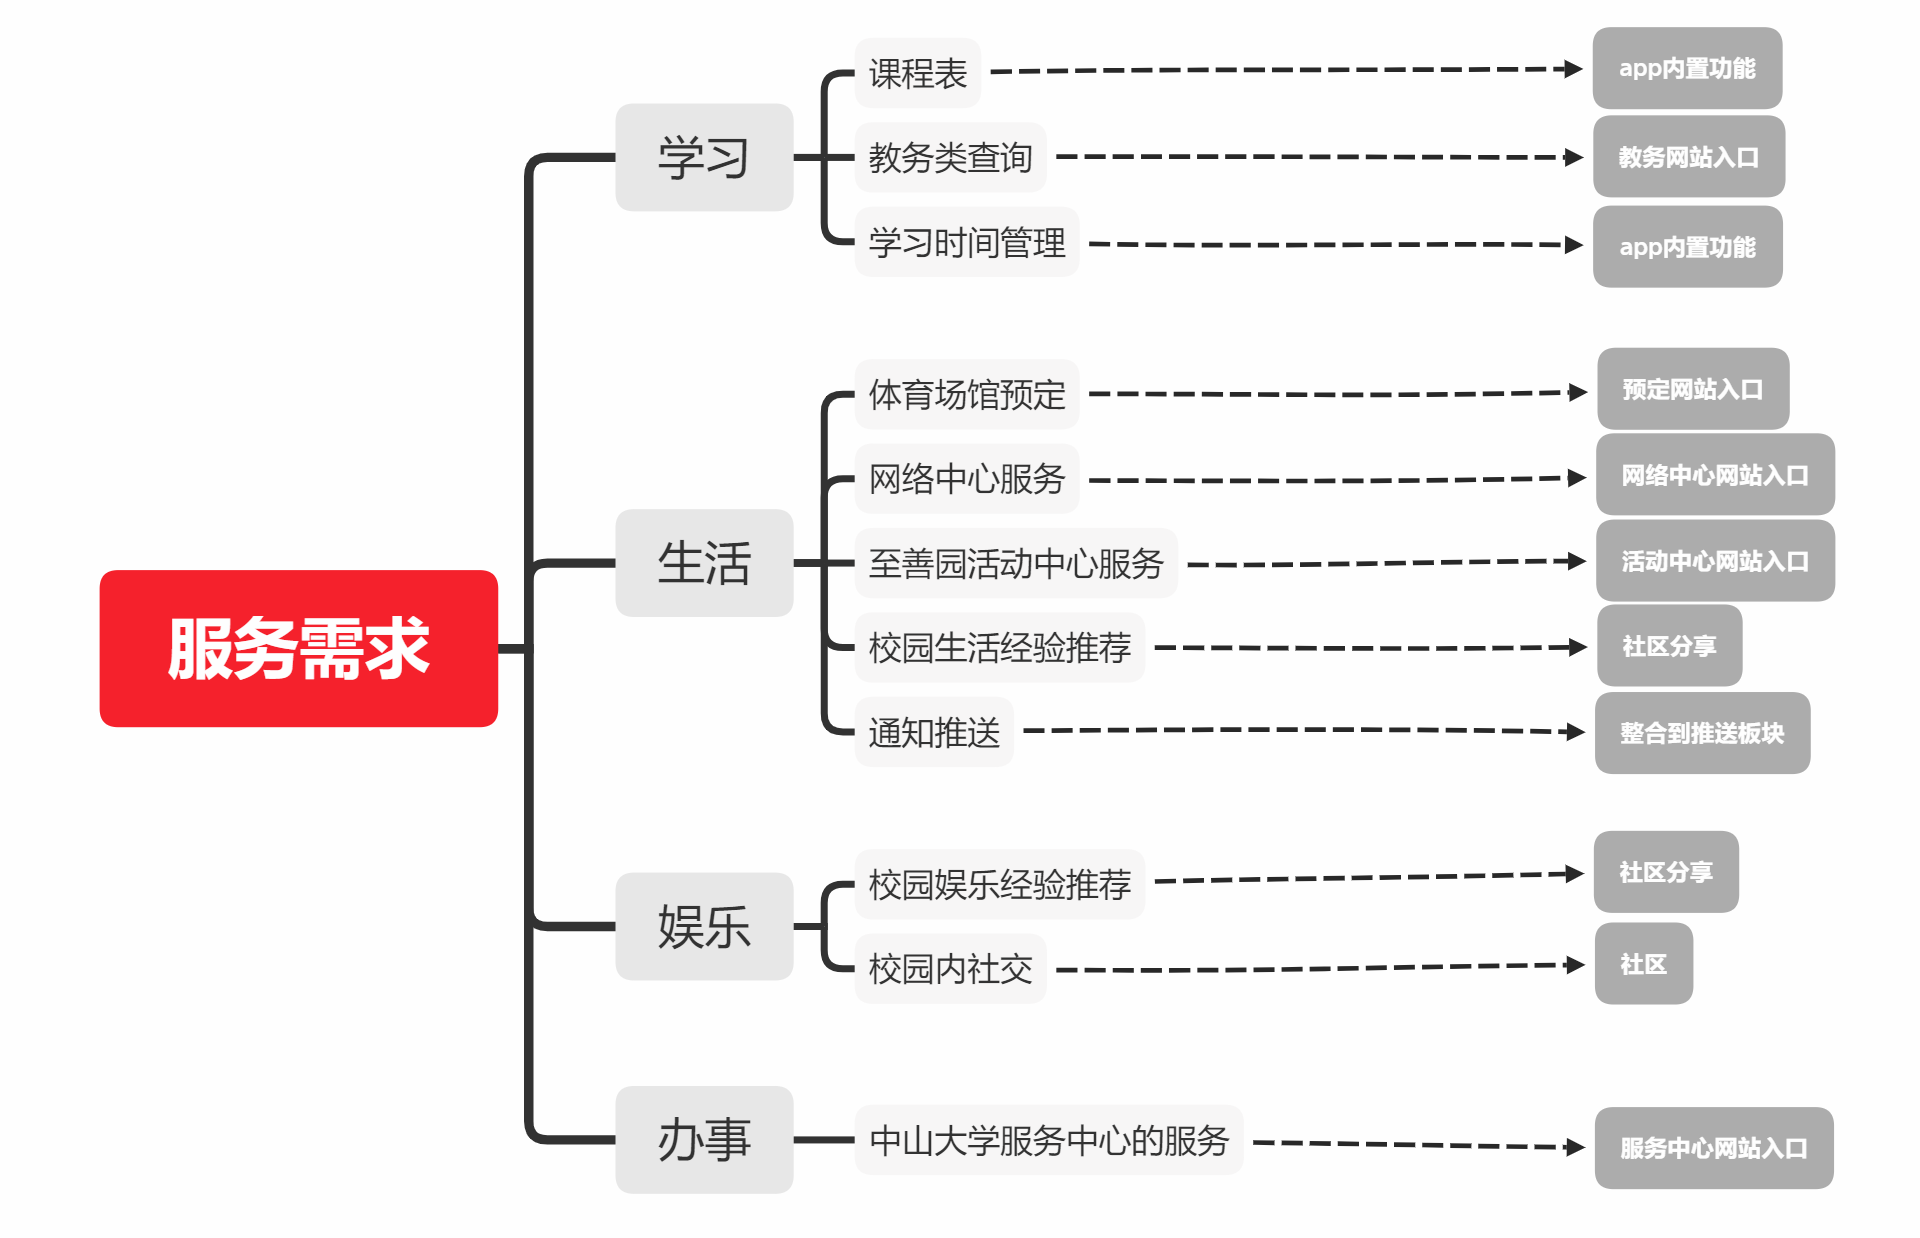 服务需求
学习
课程表
app内置功能
教务类查询
教务网站入口
学习时间管理
app内置功能
生活
体育场馆预定
预定网站入口
网络中心服务
网络中心网站入口
至善园活动中心服务
活动中心网站入口
校园生活经验推荐
社区分享
通知推送
整合到推送板块
娱乐
校园娱乐经验推荐
社区分享
校园内社交
社区
办事
中山大学服务中心的服务
服务中心网站入口